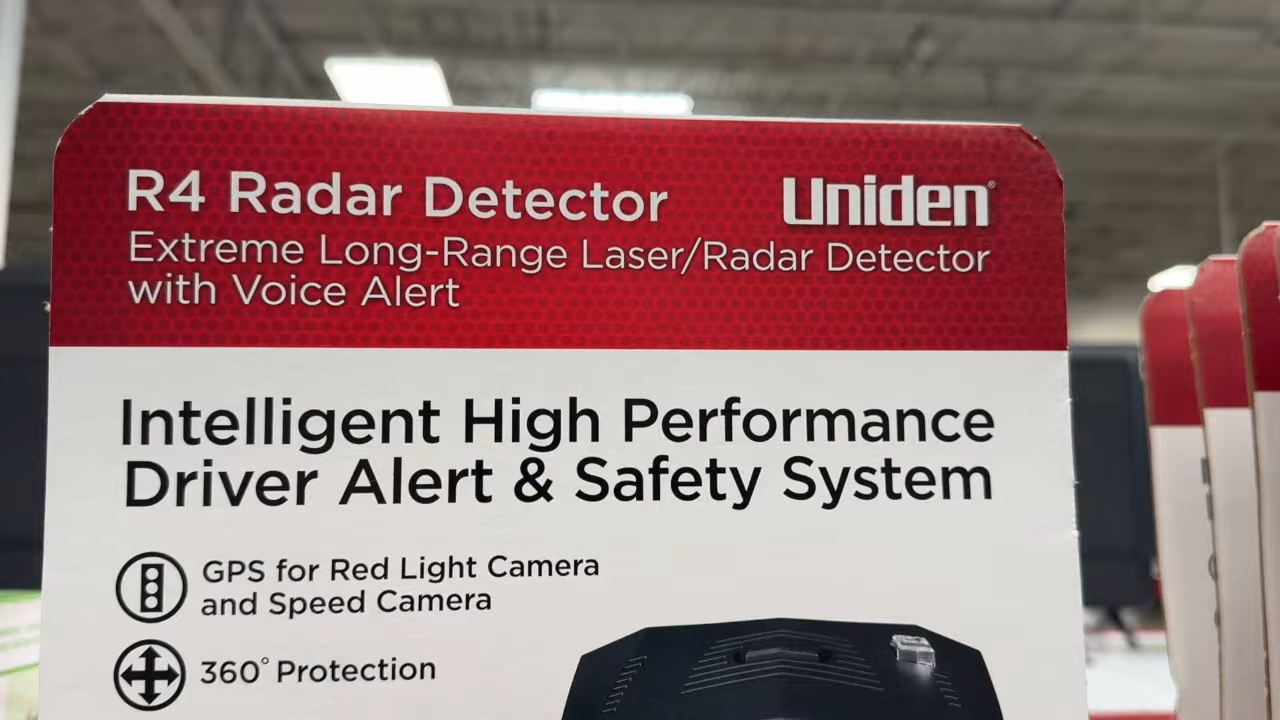 R4 Radar Detector
Uniden®
Extreme Long-Range Laser/Radar Detector
with Voice Alert
Intelligent High Performance
Driver Alert & Safety System
GPS for Red Light Camera
and Speed Camera
360° Protection